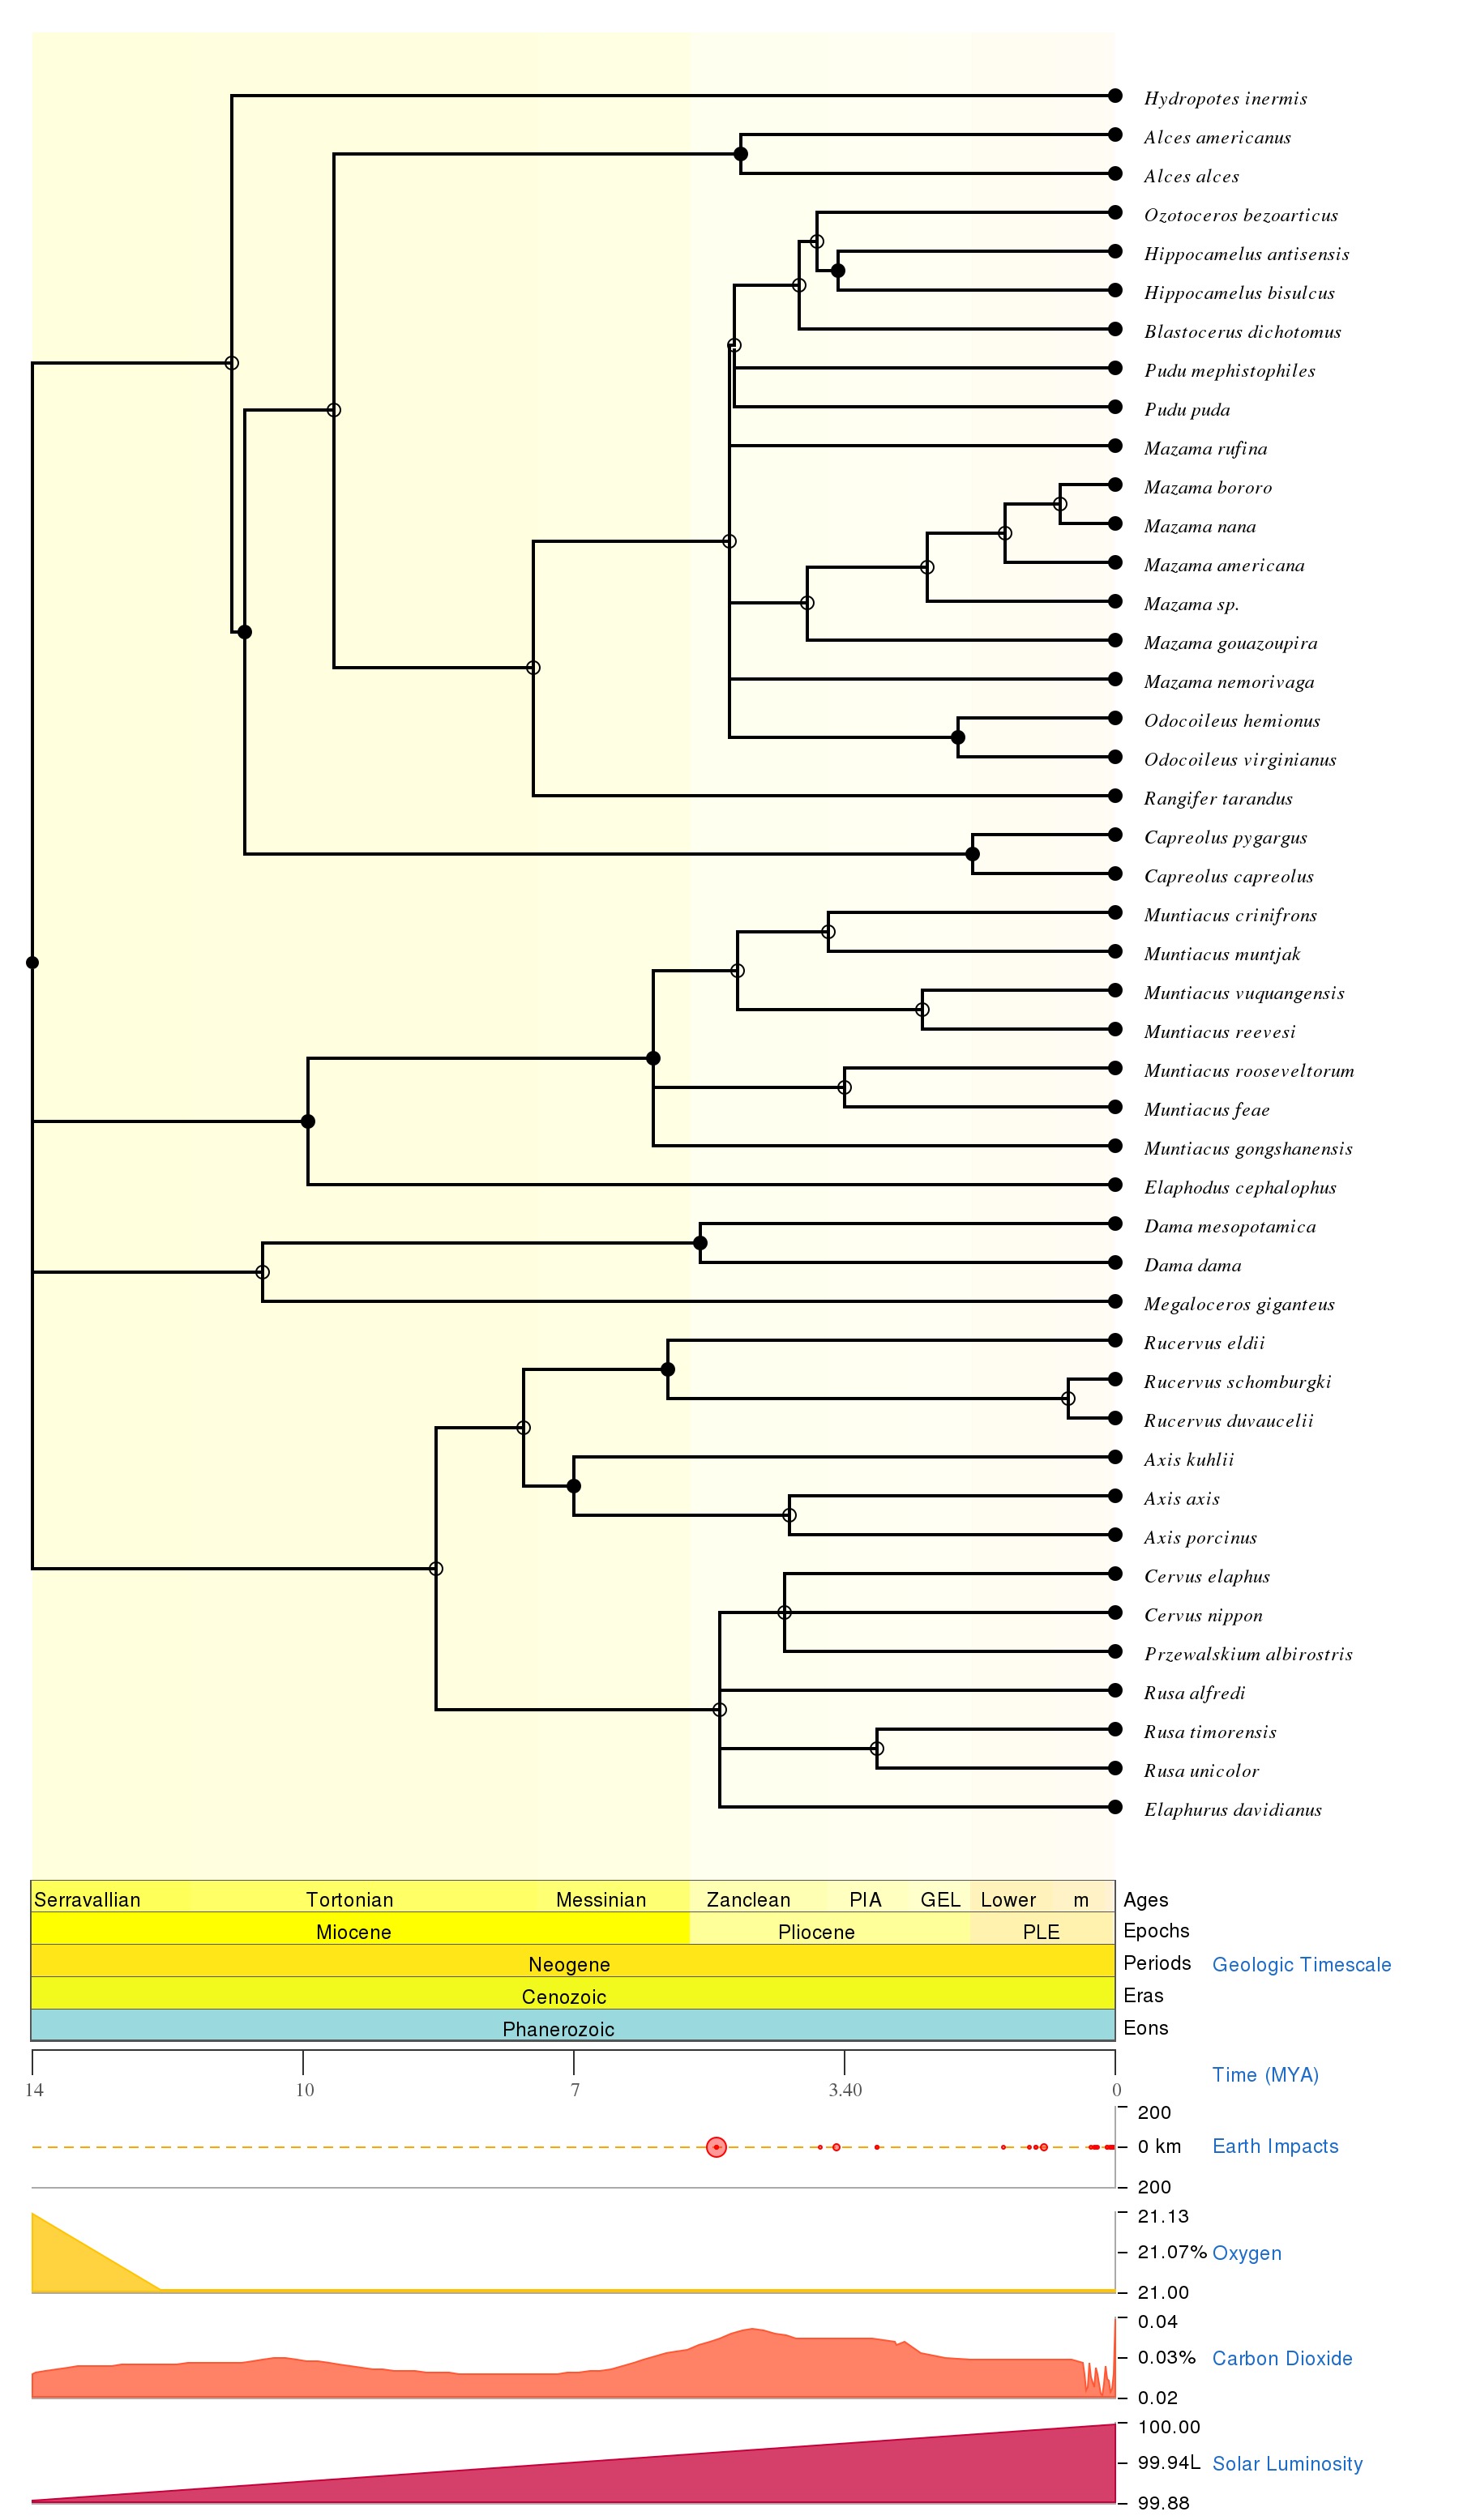 Hydropotes inermis
Alces americanus
Alces alces
Ozotoceros bezoarticus
Hippocamelus antisensis
Hippocamelus bisulcus
Blastocerus dichotomus
Pudu mephistophiles
Pudu puda
Mazama rufina
Mazama bororo
Mazama nana
Mazama americana
Mazama sp.
Mazama gouazoupira
Mazama nemorivaga
Odocoileus hemionus
Odocoileus virginianus
Rangifer tarandus
Capreolus pygargus
Capreolus capreolus
Muntiacus crinifrons
Muntiacus muntjak
Muntiacus vuquangensis
Muntiacus reevesi
Muntiacus rooseveltorum
Muntiacus feae
Muntiacus gongshanensis
Elaphodus cephalophus
Dama mesopotamica
Dama dama
Megaloceros giganteus
Rucervus eldii
Rucervus schomburgki
Rucervus duvaucelii
Axis kuhlii
Axis axis
Axis porcinus
Cervus elaphus
Cervus nippon
Przewalskium albirostris
Rusa alfredi
Rusa timorensis
Rusa unicolor
Elaphurus davidianus
Serravallian Tortonian Messinian Zanclean PIA GEL Lower m Ages
Miocene Pliocene PLE Epochs
Neogene Periods Geologic Timescale
Cenozoic Eras
Phanerozoic Eons
Time (MYA)
14 10 7 3.40 0
200
0 km Earth Impacts
200
21.13
21.07% Oxygen
21.00
0.04
0.03% Carbon Dioxide
0.02
100.00
99.94L Solar Luminosity
99.88